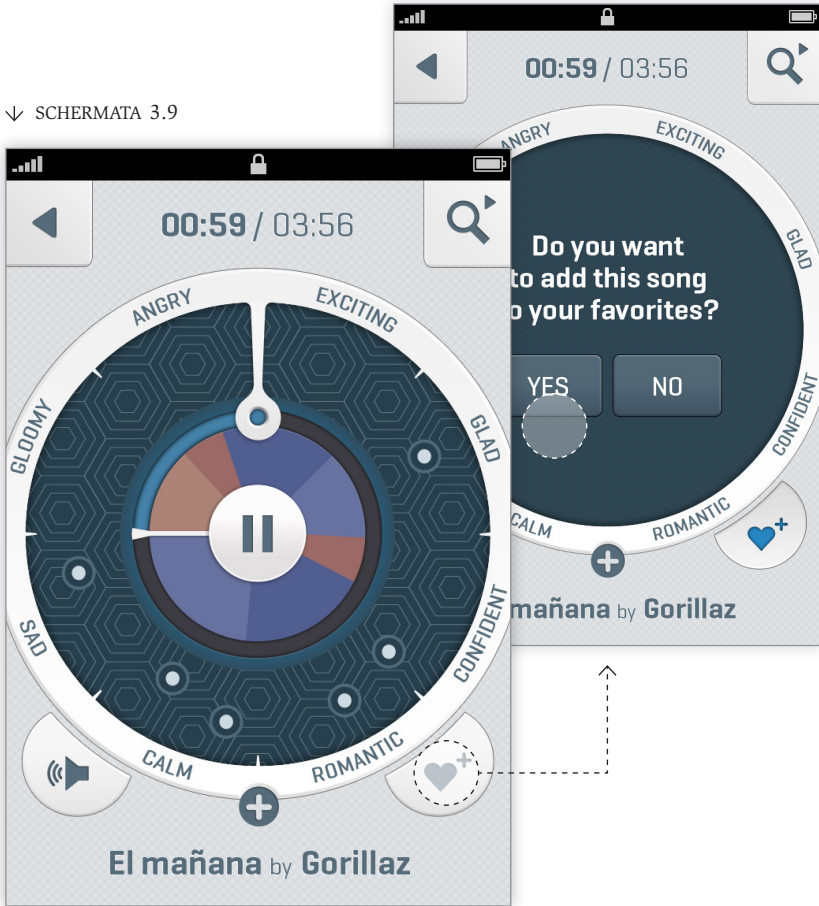 ↓ SCHERMATA 3.9
00:59 / 03:56
ANGRY
EXCITING
GLOOMY
GLAD
SAD
CONFIDENT
CALM
ROMANTIC
El mañana by Gorillaz
00:59 / 03:56
ANGRY
EXCITING
GLAD
Do you want
to add this song
o your favorites?
YES
NO
CONFIDENT
CALM
ROMANTIC
mañana by Gorillaz